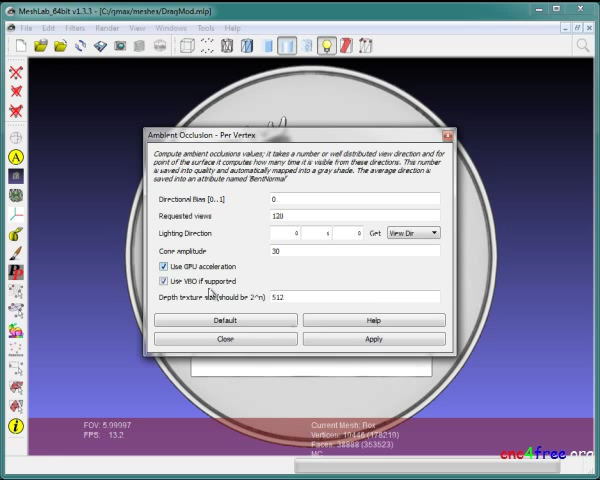 MeshLab_64bit v1.3.3 - [C:/gmax/meshes/DragMod.mlp]
File Edit Filters Render View Windows Tools Help
Ambient Occlusion - Per Vertex
Compute ambient occlusions values; it takes a number or well distributed view direction and for
point of the surface it computes how many time it is visible from these directions. This number
is saved into quality and automatically mapped into a gray shade. The average direction is
saved into an attribute named 'BentNormal'
Directional Bias [0..1] 0
Requested views 128
Lighting Direction 0 0 Get View Dir
Cone amplitude 30
Use GPU acceleration
Use VBO if supported
Depth texture size(should be 2^n) 512
Default Help
Close Apply
FOV: 5.99997 Current Mesh: Box
FPS: 13.2 Vertices: 19446 (178219)
Faces: 38888 (353523)
MC
cnc4free.org